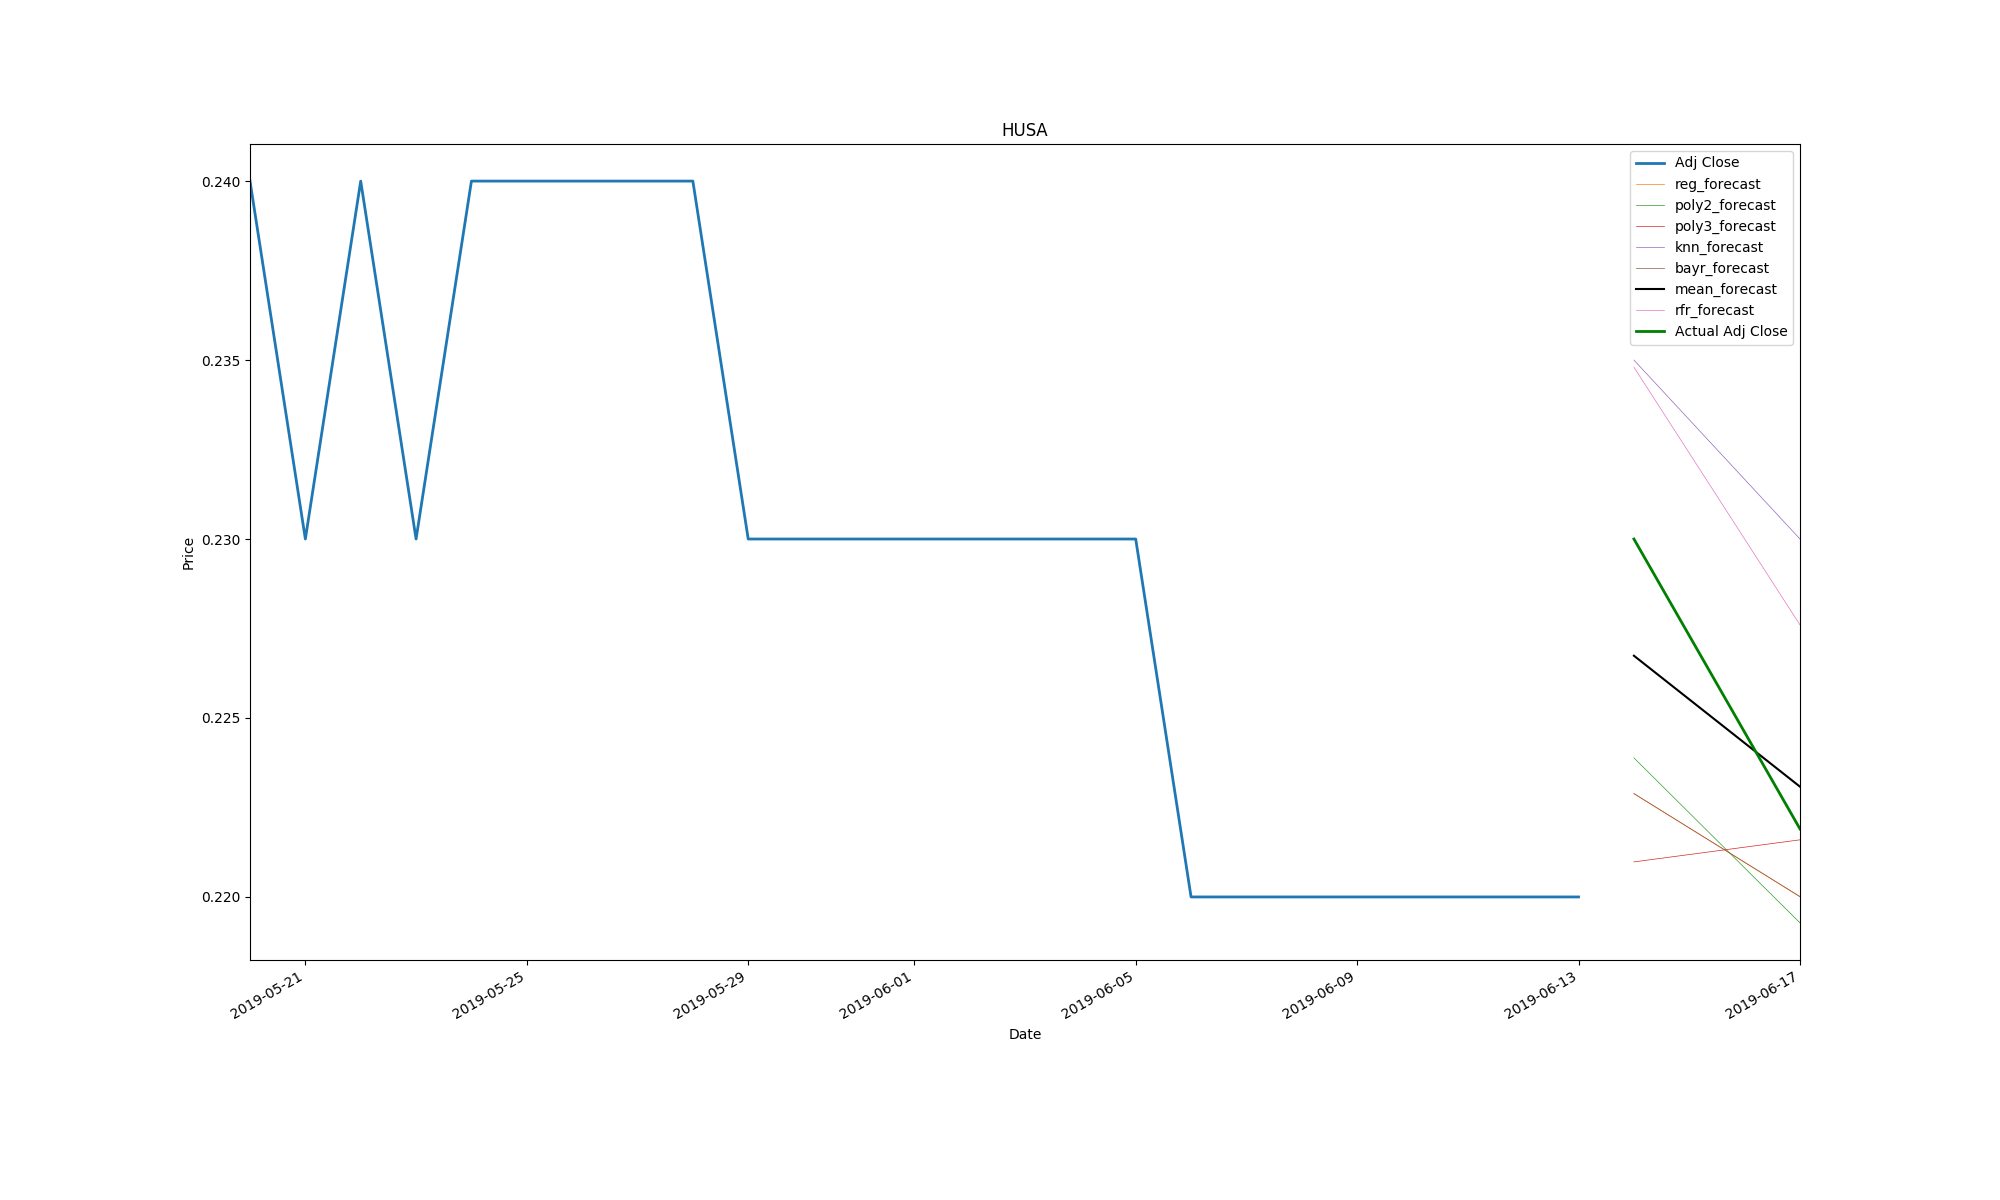 HUSA
Adj Close
reg_forecast
poly2_forecast
poly3_forecast
knn_forecast
bayr_forecast
mean_forecast
rfr_forecast
Actual Adj Close
Price
0.240
0.235
0.230
0.225
0.220
2019-05-21
2019-05-25
2019-05-29
2019-06-01
2019-06-05
2019-06-09
2019-06-13
2019-06-17
Date